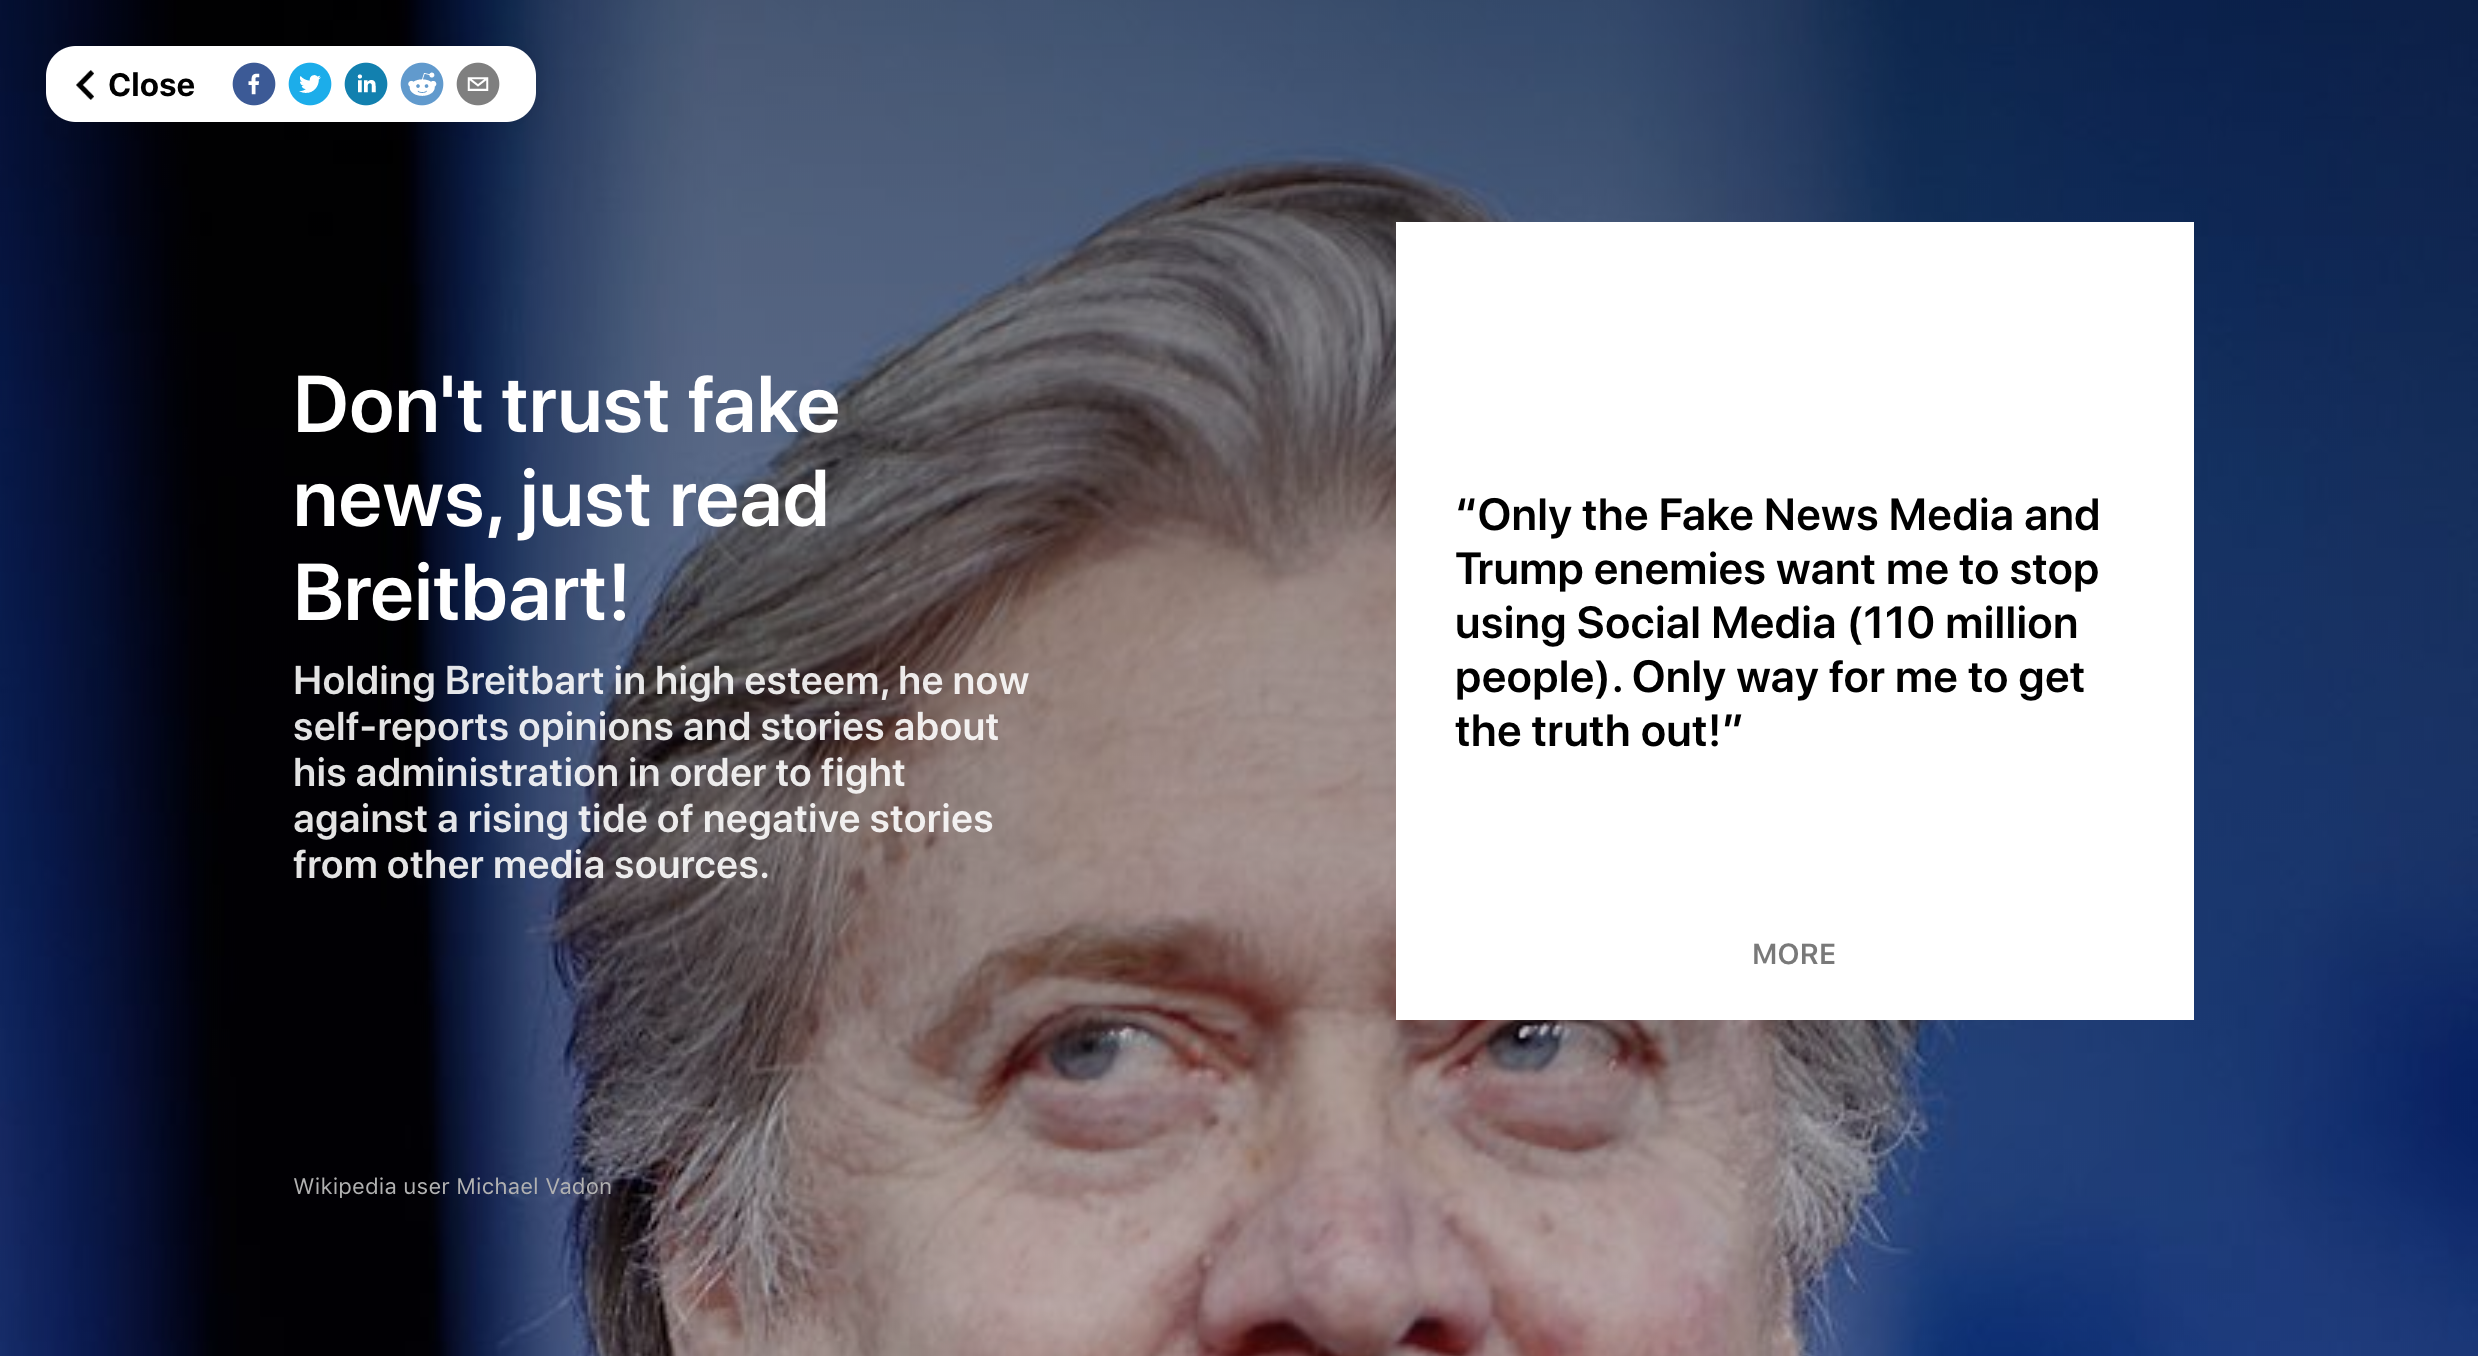 Close
Don't trust fake
news, just read
Breitbart!
Holding Breitbart in high esteem, he now
self-reports opinions and stories about
his administration in order to fight
against a rising tide of negative stories
from other media sources.
Wikipedia user Michael Vadon
“Only the Fake News Media and
Trump enemies want me to stop
using Social Media (110 million
people). Only way for me to get
the truth out!”
MORE